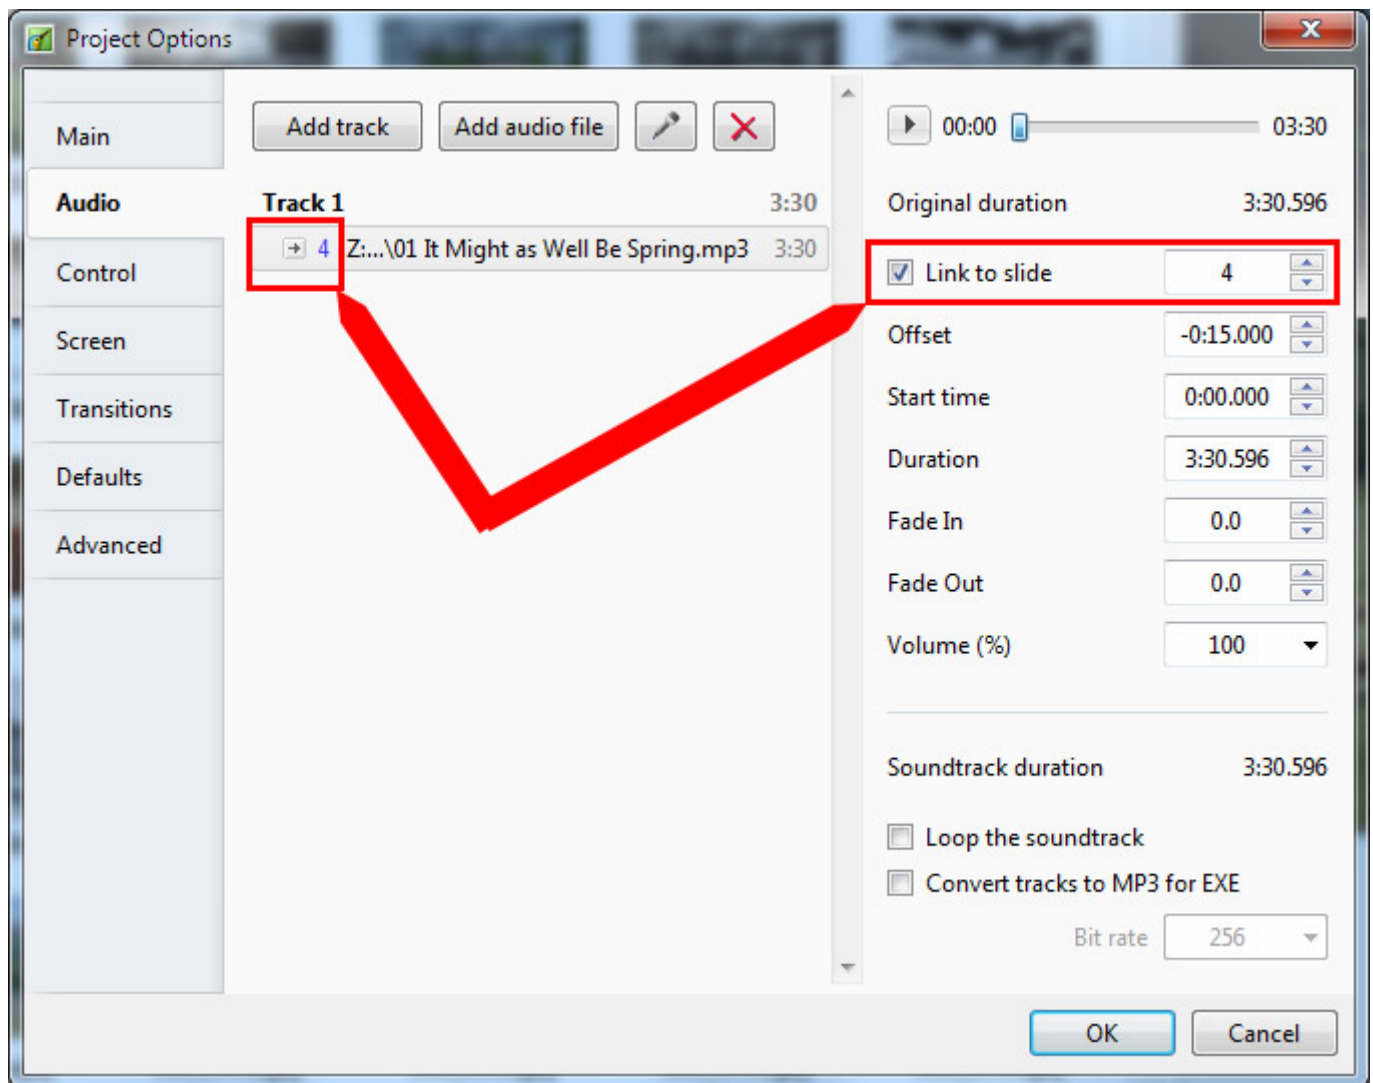 Project Options
Main
Audio
Control
Screen
Transitions
Defaults
Advanced
Add track Add audio file
Track 1 3:30
4 Z:...\01 It Might as Well Be Spring.mp3 3:30
00:00 03:30
Original duration 3:30.596
Link to slide 4
Offset -0:15.000
Start time 0:00.000
Duration 3:30.596
Fade In 0.0
Fade Out 0.0
Volume (%) 100
Soundtrack duration 3:30.596
Loop the soundtrack
Convert tracks to MP3 for EXE
Bit rate 256
OK Cancel